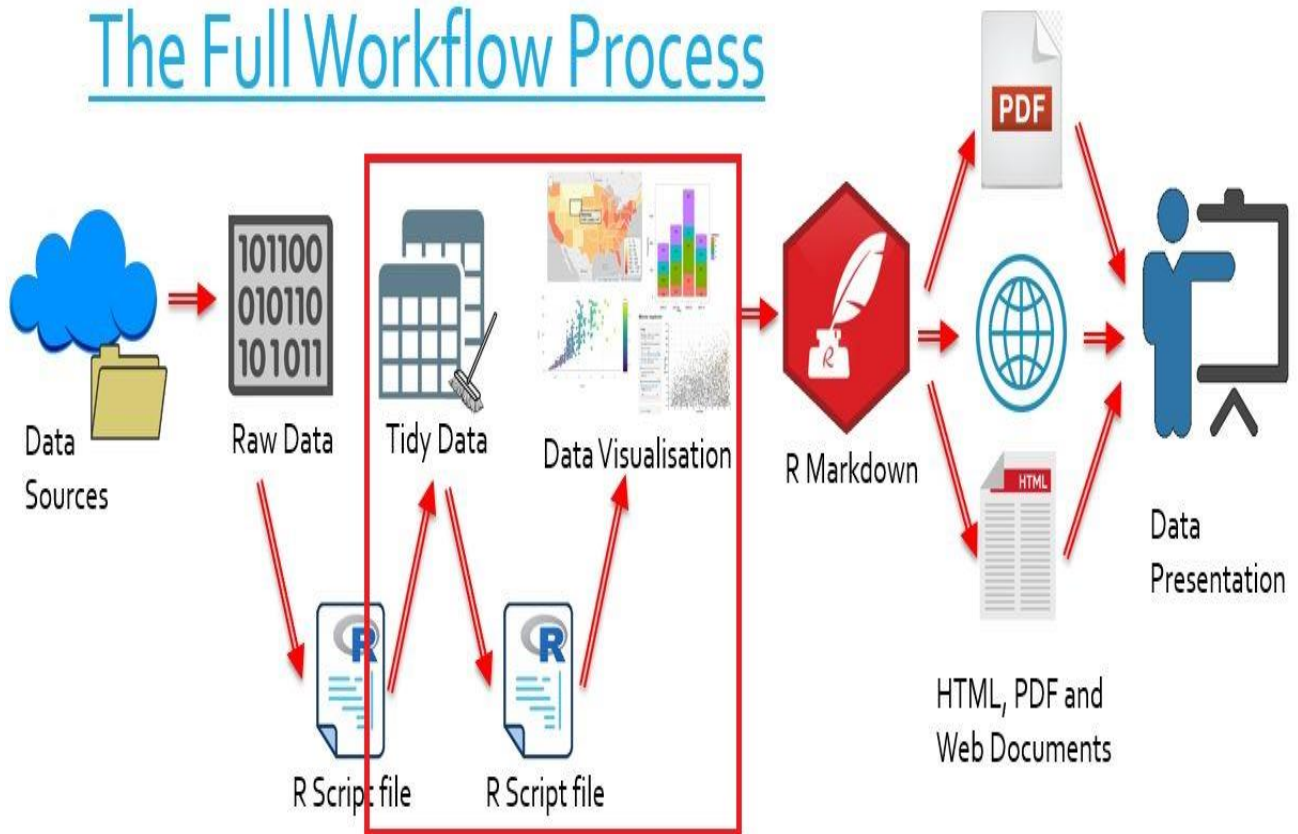 The Full Workflow Process
PDF
101100
010110
101011
R
HTML
Data
Sources
Raw Data
Tidy Data
Data Visualisation
R Markdown
Data
Presentation
R
R
R Script file
R Script file
HTML, PDF and
Web Documents